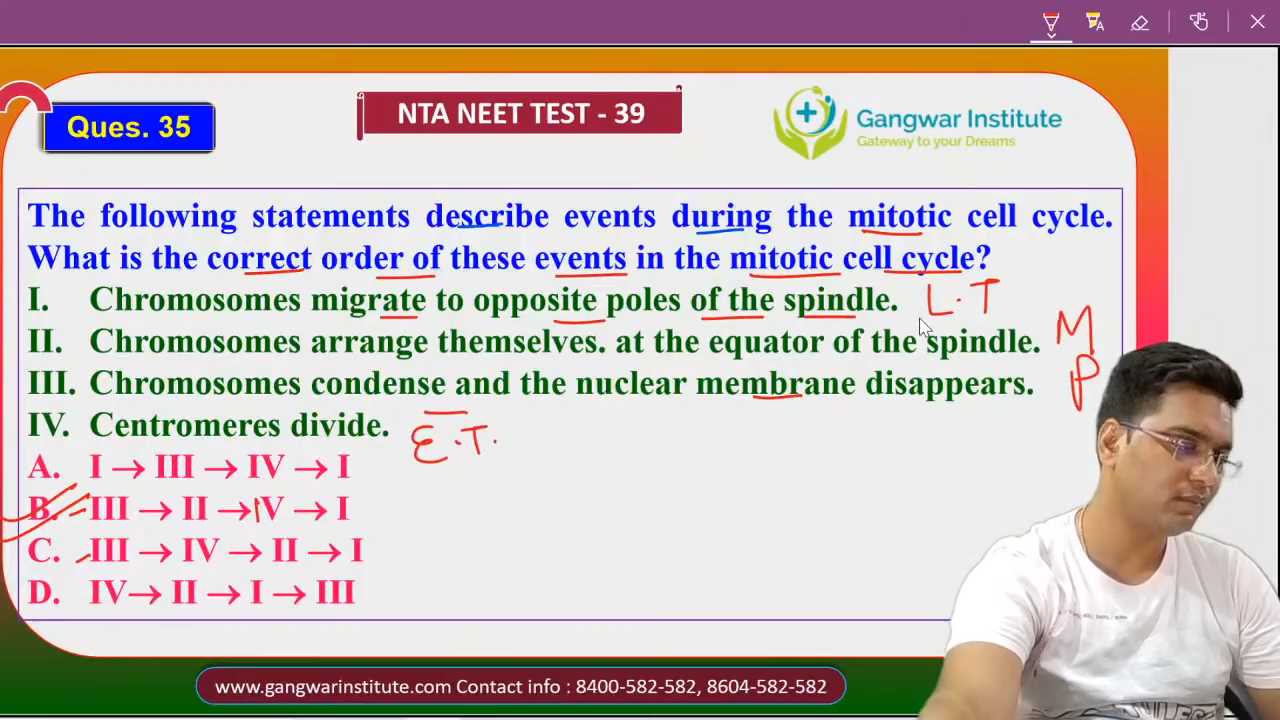 Ques. 35
NTA NEET TEST - 39
Gangwar Institute
Gateway to your Dreams
The following statements describe events during the mitotic cell cycle.
What is the correct order of these events in the mitotic cell cycle?
I. Chromosomes migrate to opposite poles of the spindle. L.T
II. Chromosomes arrange themselves. at the equator of the spindle. M
III. Chromosomes condense and the nuclear membrane disappears. P
IV. Centromeres divide. E.T.
A. I → III → IV → I
B. III → II → IV → I
C. III → IV → II → I
D. IV → II → I → III
www.gangwarinstitute.com Contact info : 8400-582-582, 8604-582-582